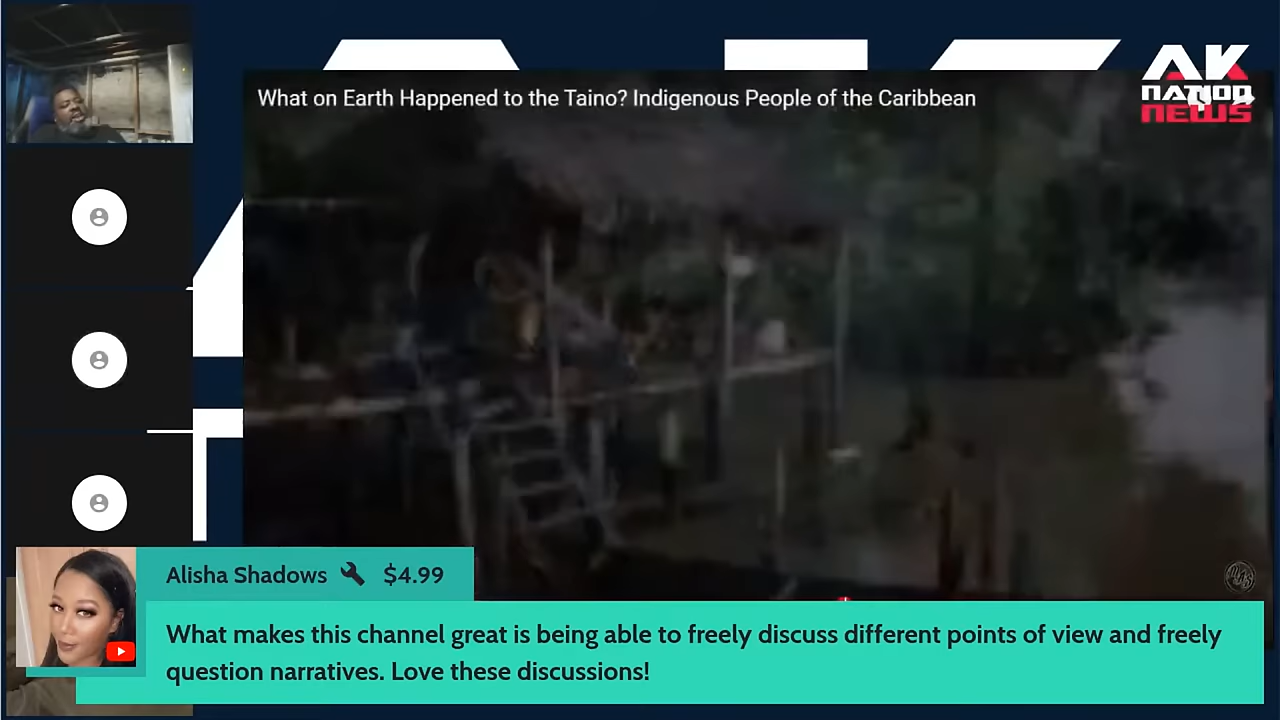 What on Earth Happened to the Taino? Indigenous People of the Caribbean
AK
NATION
NEWS
Alisha Shadows $4.99
What makes this channel great is being able to freely discuss different points of view and freely
question narratives. Love these discussions!